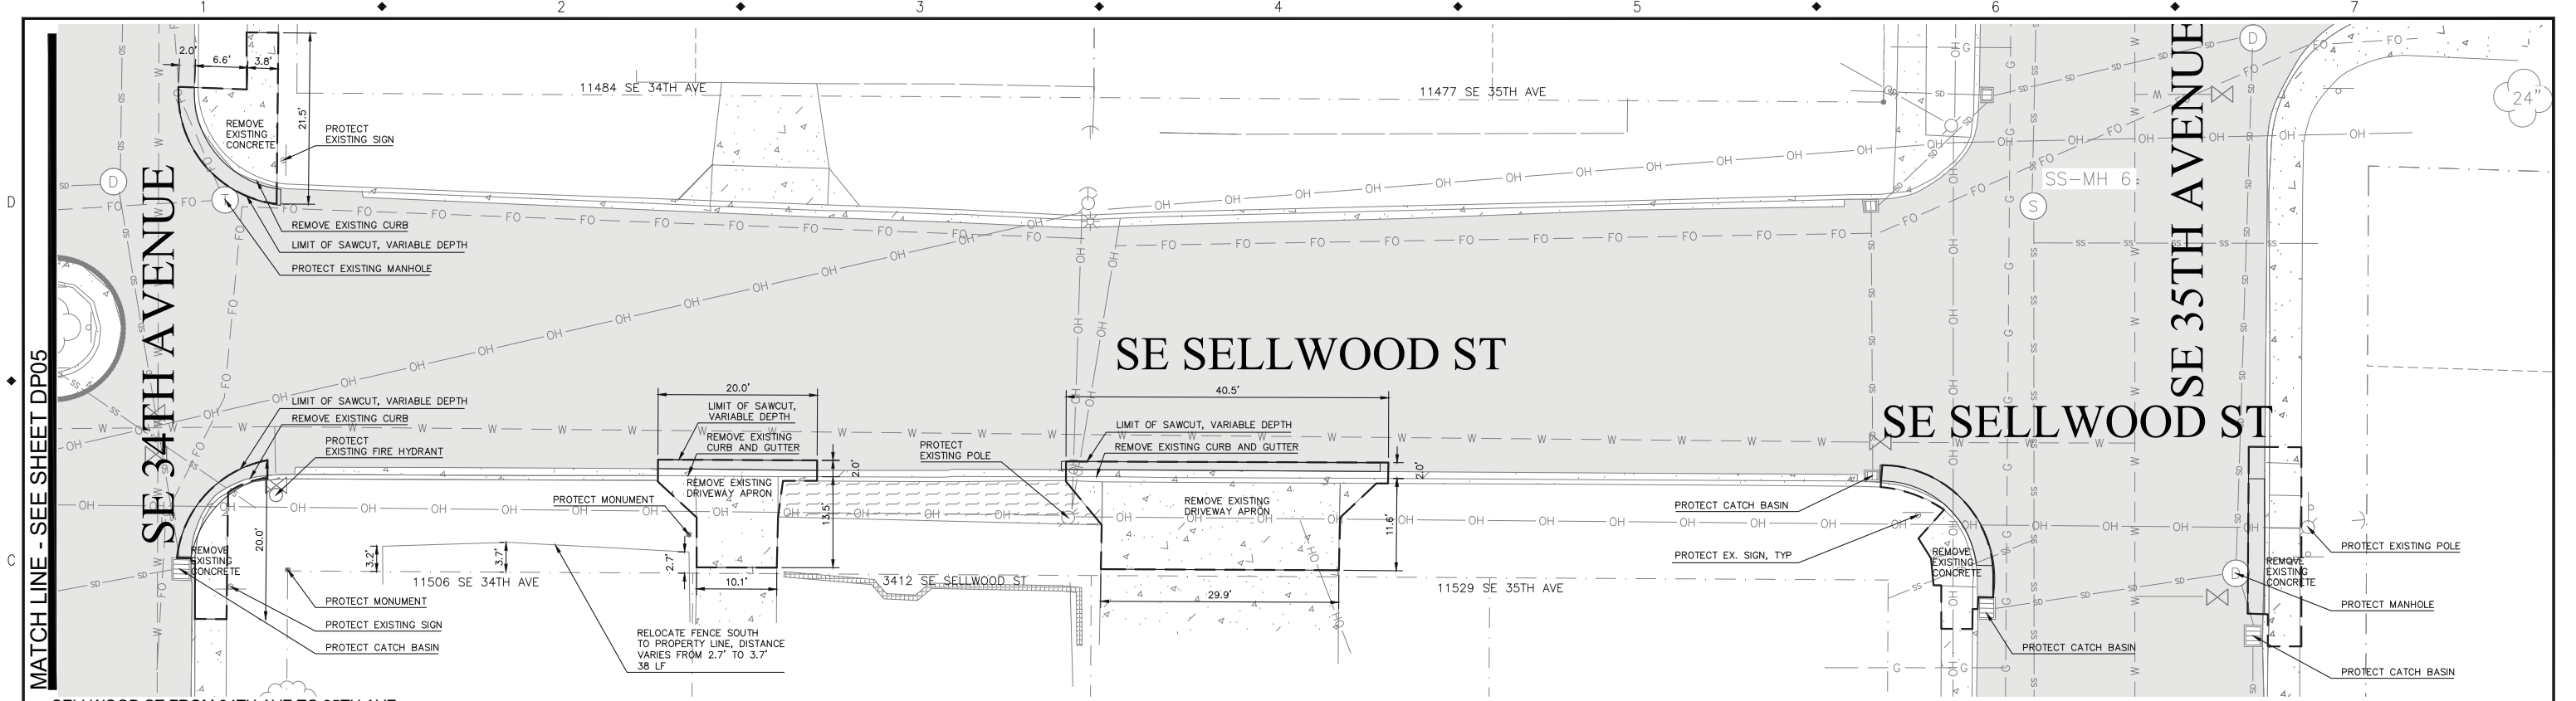 1 2 3 4 5 6 7
D
C
MATCH LINE - SEE SHEET DP05
SE 34TH AVENUE
SE 35TH AVENUE
SE SELLWOOD ST
SE SELLWOOD ST
2.0'
6.6'
3.8'
21.5'
REMOVE
EXISTING
CONCRETE
PROTECT
EXISTING SIGN
REMOVE EXISTING CURB
LIMIT OF SAWCUT, VARIABLE DEPTH
PROTECT EXISTING MANHOLE
11484 SE 34TH AVE
11477 SE 35TH AVE
SS-MH 6
24"
LIMIT OF SAWCUT, VARIABLE DEPTH
REMOVE EXISTING CURB
PROTECT
EXISTING FIRE HYDRANT
20.0'
REMOVE
EXISTING
CONCRETE
PROTECT MONUMENT
PROTECT EXISTING SIGN
PROTECT CATCH BASIN
3.2'
3.7'
2.7'
11506 SE 34TH AVE
20.0'
LIMIT OF SAWCUT,
VARIABLE DEPTH
REMOVE EXISTING
CURB AND GUTTER
REMOVE EXISTING
DRIVEWAY APRON
PROTECT MONUMENT
2.0'
13.5'
10.1'
RELOCATE FENCE SOUTH
TO PROPERTY LINE, DISTANCE
VARIES FROM 2.7' TO 3.7'
38 LF
3412 SE SELLWOOD ST
PROTECT
EXISTING POLE
40.5'
LIMIT OF SAWCUT, VARIABLE DEPTH
REMOVE EXISTING CURB AND GUTTER
REMOVE EXISTING
DRIVEWAY APRON
2.0'
11.6'
29.9'
11529 SE 35TH AVE
PROTECT CATCH BASIN
PROTECT EX. SIGN, TYP
REMOVE
EXISTING
CONCRETE
PROTECT CATCH BASIN
REMOVE
EXISTING
CONCRETE
PROTECT EXISTING POLE
PROTECT MANHOLE
PROTECT CATCH BASIN